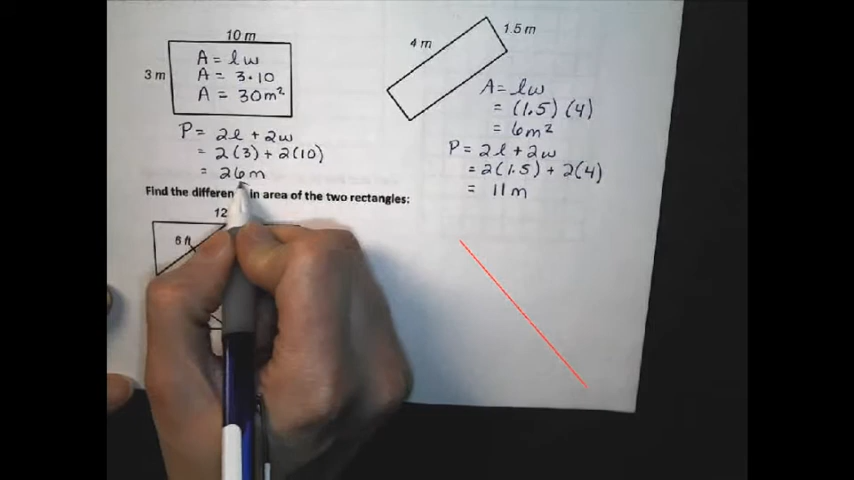 10 m
3 m
A = lw
A = 3·10
A = 30m²
P = 2l + 2w
= 2(3) + 2(10)
= 26m
4 m
1.5 m
A = lw
= (1.5)(4)
= 6m²
P = 2l + 2w
= 2(1.5) + 2(4)
= 11m
Find the in area of the two rectangles:
6 ft